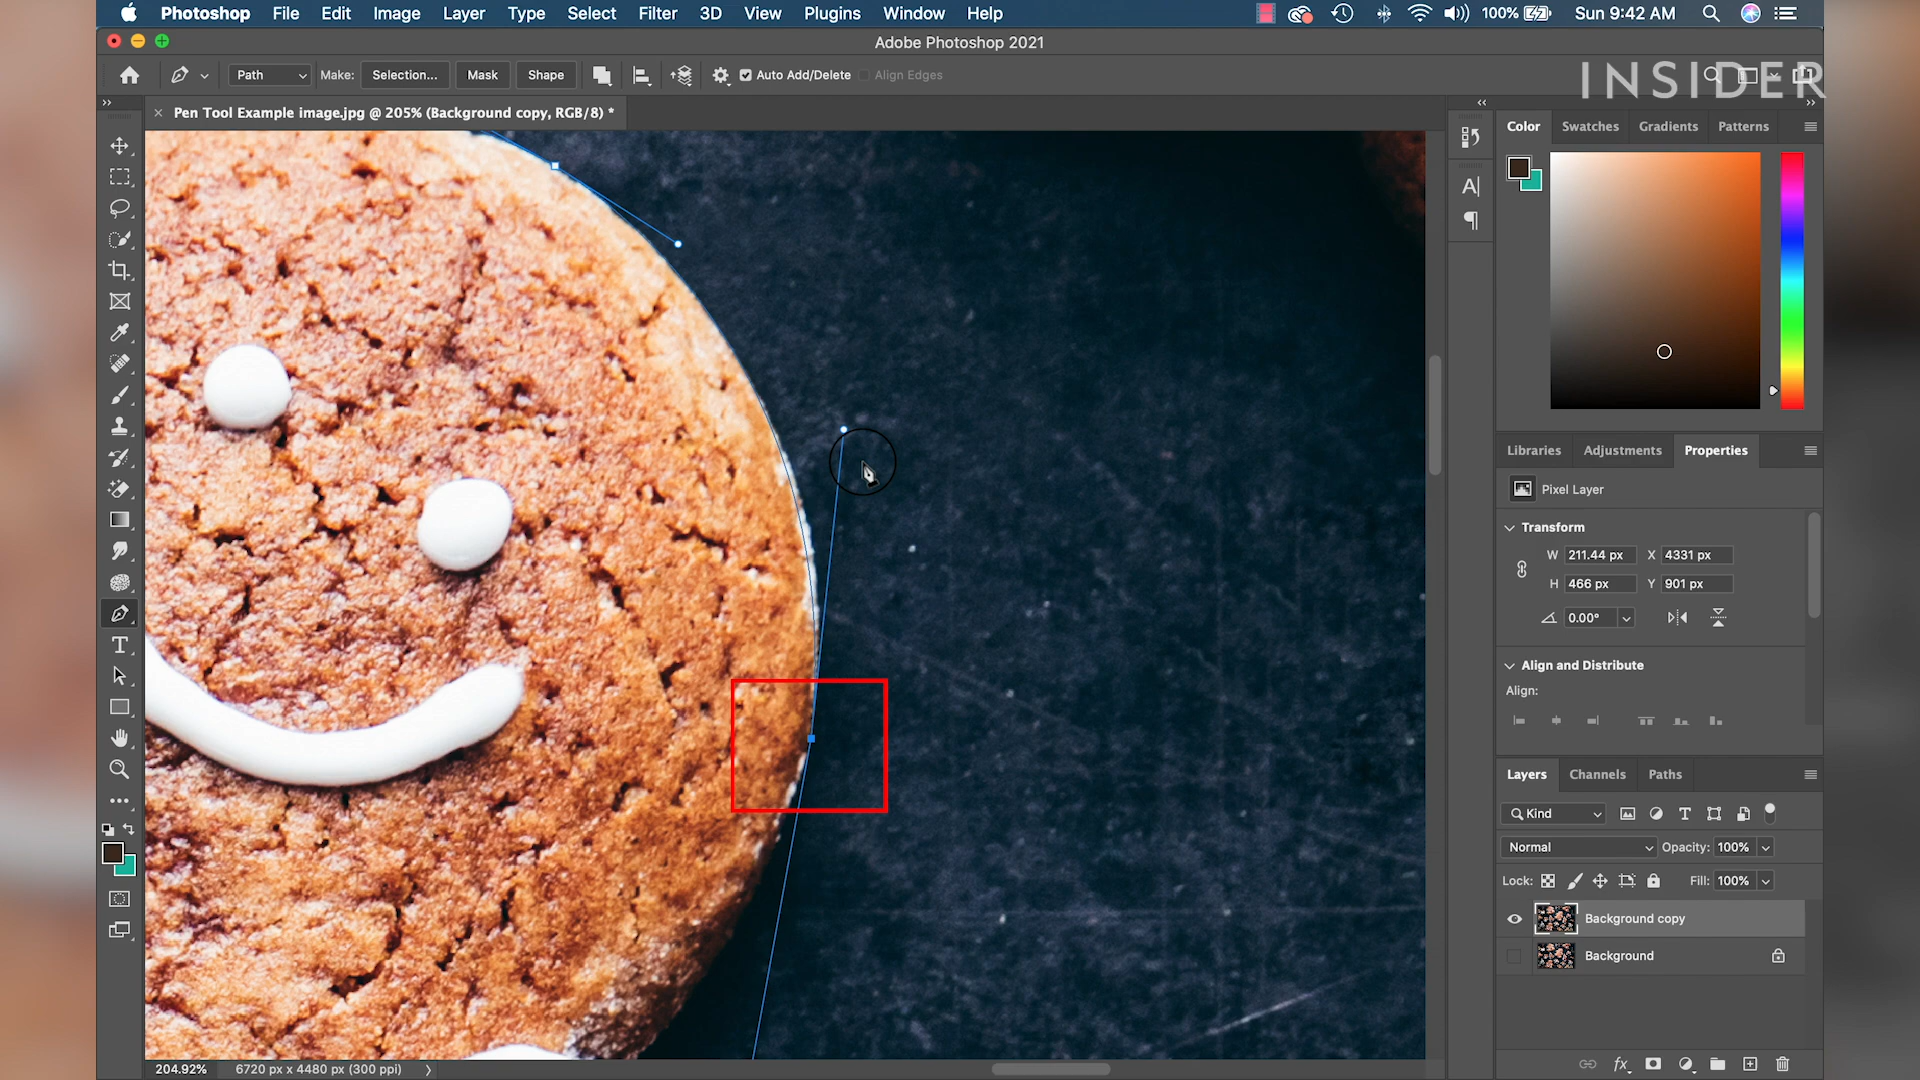 Photoshop File Edit Image Layer Type Select Filter 3D View Plugins Window Help 100% Sun 9:42 AM
Adobe Photoshop 2021
Path Make: Selection... Mask Shape Auto Add/Delete Align Edges
INSIDER
Pen Tool Example image.jpg @ 205% (Background copy, RGB/8) *
Color Swatches Gradients Patterns
Libraries Adjustments Properties
Pixel Layer
Transform
W 211.44 px X 4331 px
H 466 px Y 901 px
0.00°
Align and Distribute
Align:
Layers Channels Paths
Kind
Normal Opacity: 100%
Lock: Fill: 100%
Background copy
Background
fx
204.92% 6720 px x 4480 px (300 ppi)